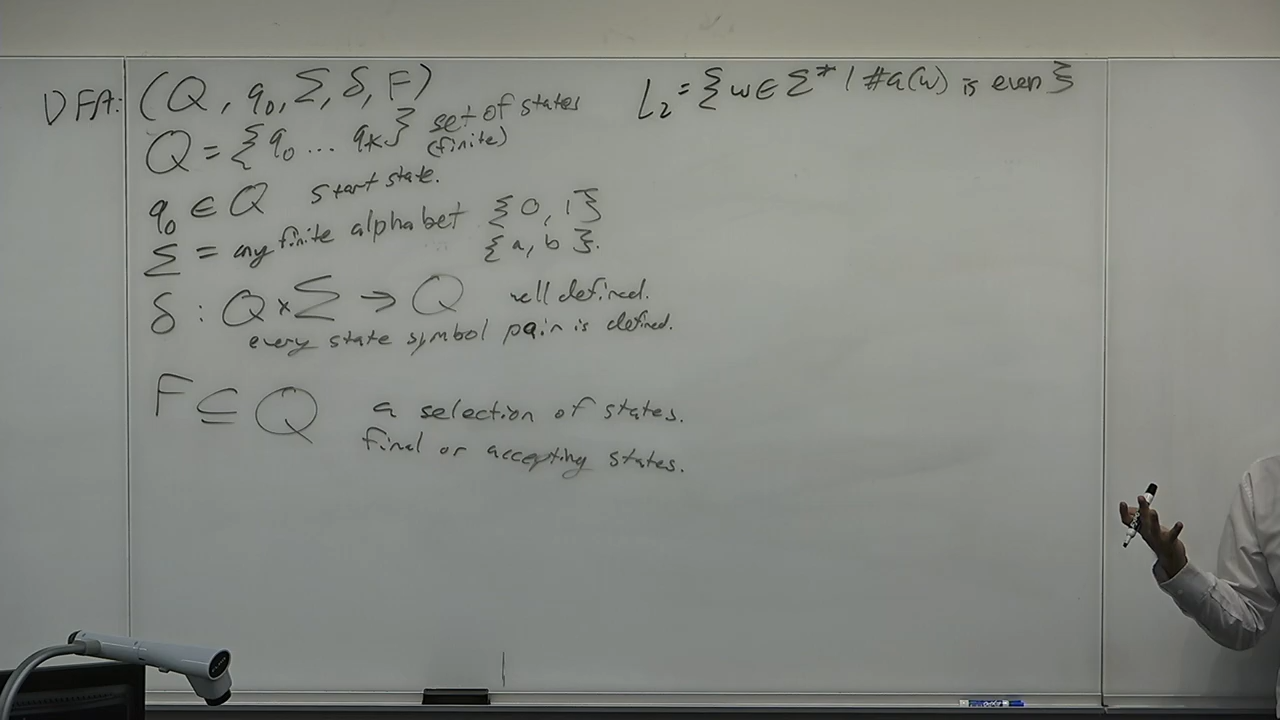 DFA: (Q, q₀, Σ, δ, F)
Q = {q₀ ... qₖ} set of states
(finite)
q₀ ∈ Q start state.
Σ = any finite alphabet {0, 1}
{a, b}.
δ : Q × Σ → Q well defined.
every state symbol pair is defined.
F ⊆ Q a selection of states.
final or accepting states.
L₂ = {w ∈ Σ* | #a(w) is even}